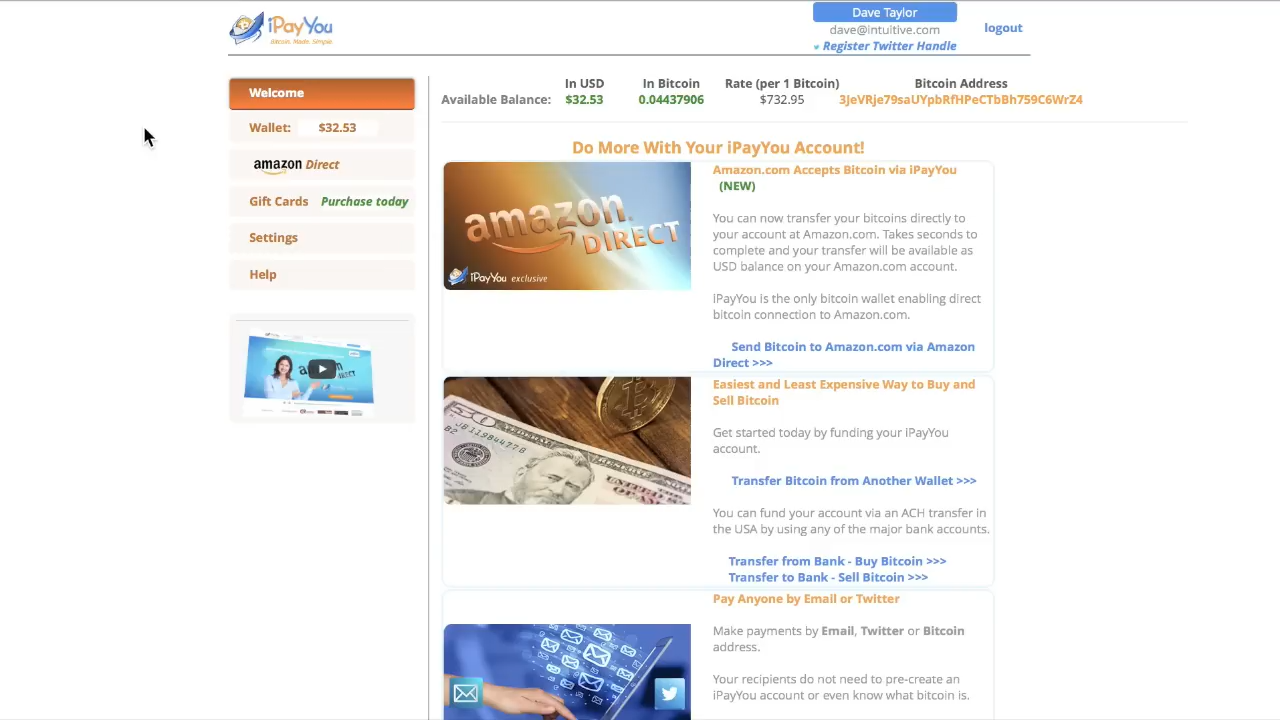 iPayYou
Bitcoin. Made. Simple.
Dave Taylor
dave@intuitive.com
Register Twitter Handle
logout
Welcome
Wallet: $32.53
amazon Direct
Gift Cards Purchase today
Settings
Help
In USD In Bitcoin Rate (per 1 Bitcoin) Bitcoin Address
Available Balance: $32.53 0.04437906 $732.95 3JeVRje79saUYpbRfHPeCTbBh759C6WrZ4
Do More With Your iPayYou Account!
amazon
DIRECT
iPayYou exclusive
Amazon.com Accepts Bitcoin via iPayYou
(NEW)
You can now transfer your bitcoins directly to
your account at Amazon.com. Takes seconds to
complete and your transfer will be available as
USD balance on your Amazon.com account.
iPayYou is the only bitcoin wallet enabling direct
bitcoin connection to Amazon.com.
Send Bitcoin to Amazon.com via Amazon
Direct >>>
Easiest and Least Expensive Way to Buy and
Sell Bitcoin
Get started today by funding your iPayYou
account.
Transfer Bitcoin from Another Wallet >>>
You can fund your account via an ACH transfer in
the USA by using any of the major bank accounts.
Transfer from Bank - Buy Bitcoin >>>
Transfer to Bank - Sell Bitcoin >>>
Pay Anyone by Email or Twitter
Make payments by Email, Twitter or Bitcoin
address.
Your recipients do not need to pre-create an
iPayYou account or even know what bitcoin is.